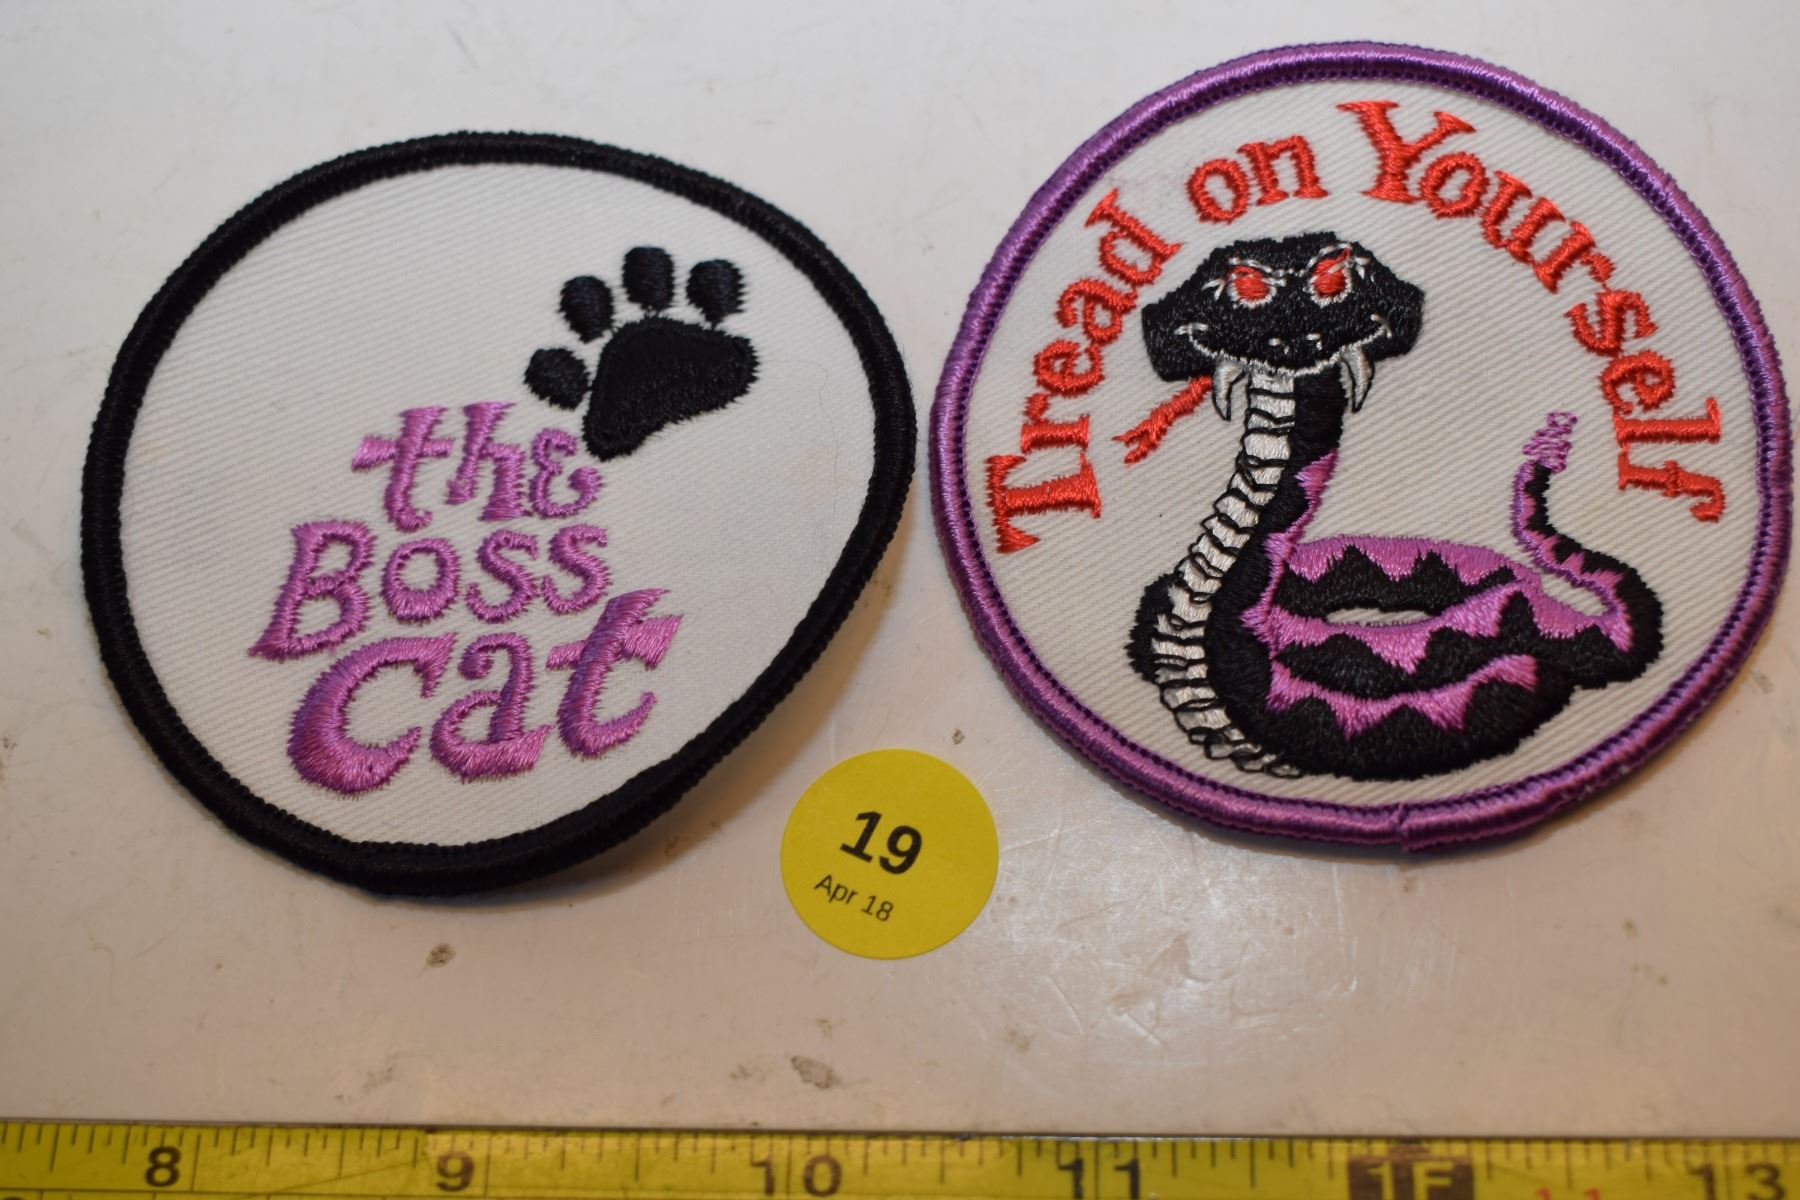 the
Boss
cat
Tread on Yourself
19
Apr 18
8 9 10 11 1F 13